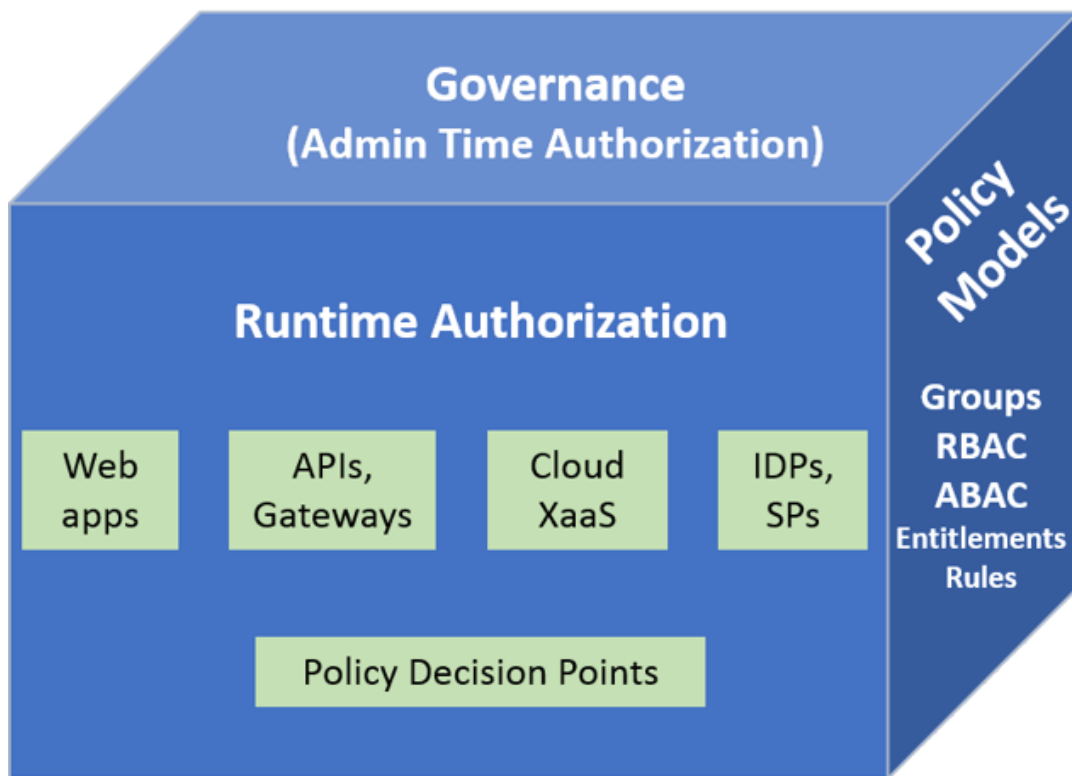 Governance
(Admin Time Authorization)
Policy
Models
Runtime Authorization
Groups
RBAC
ABAC
Entitlements
Rules
Web
apps
APIs,
Gateways
Cloud
XaaS
IDPs,
SPs
Policy Decision Points